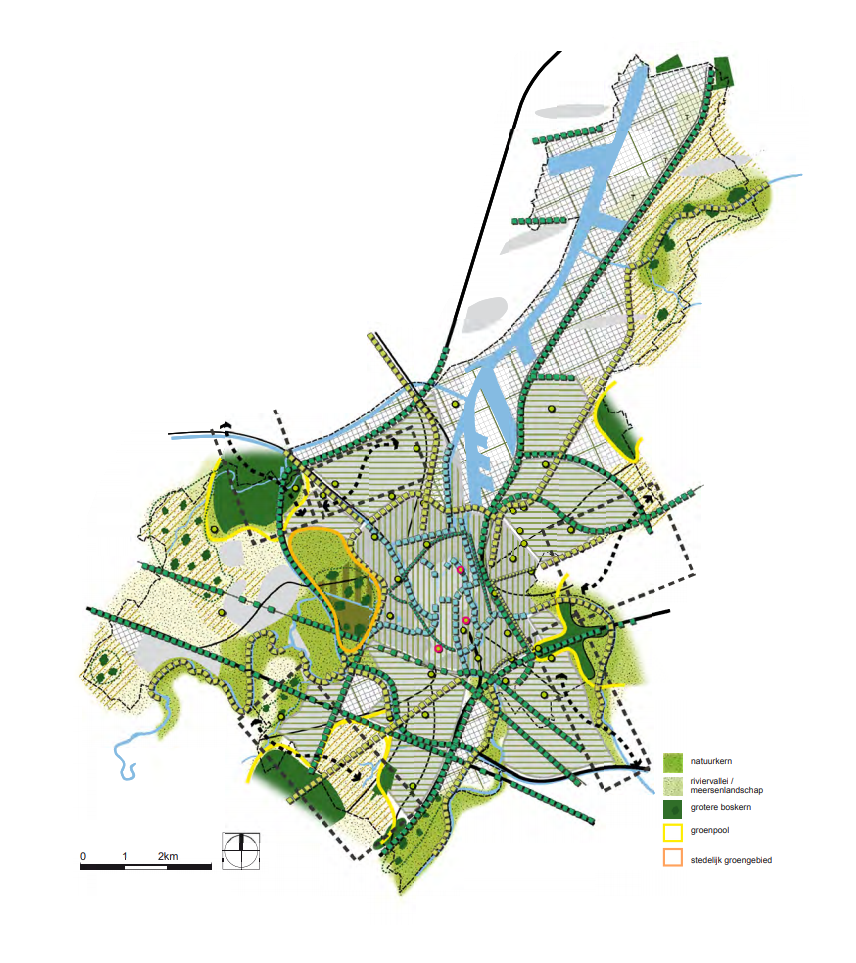 natuurkern
riviervallei /
meersenlandschap
grotere boskern
groenpool
stedelijk groengebied
0 1 2km